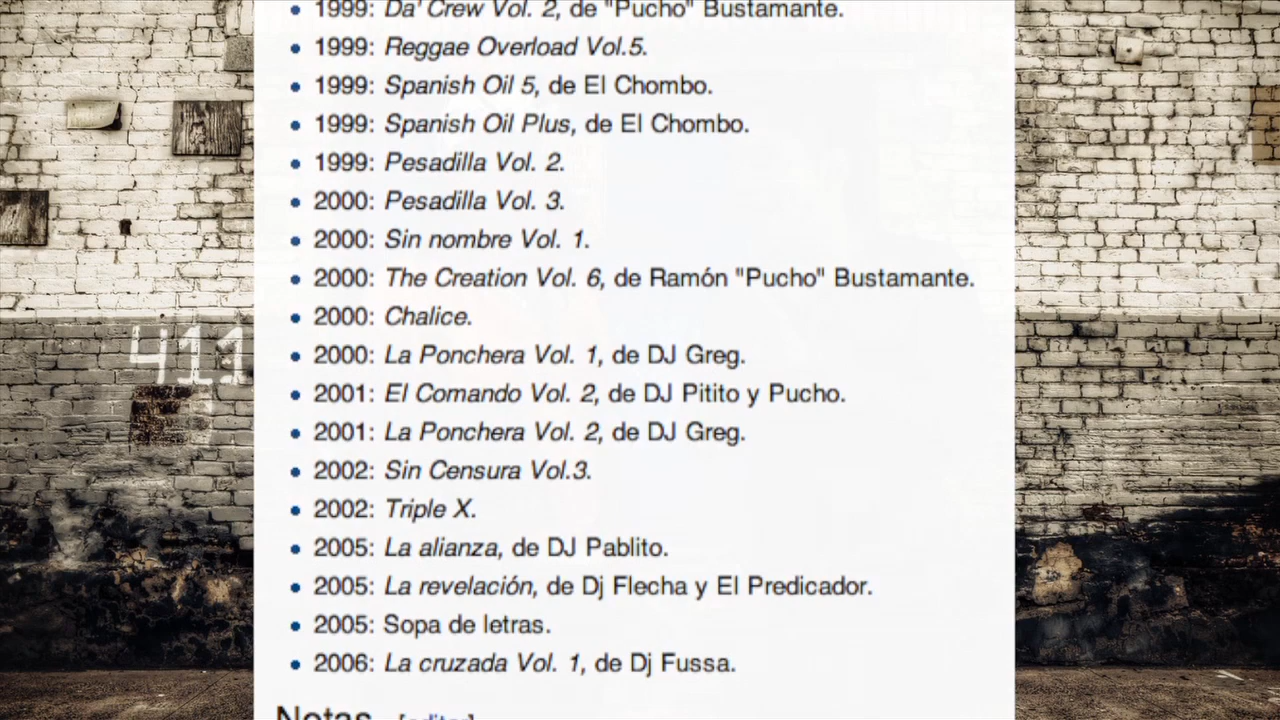 1999: Da' Crew Vol. 2, de "Pucho" Bustamante.
1999: Reggae Overload Vol.5.
1999: Spanish Oil 5, de El Chombo.
1999: Spanish Oil Plus, de El Chombo.
1999: Pesadilla Vol. 2.
2000: Pesadilla Vol. 3.
2000: Sin nombre Vol. 1.
2000: The Creation Vol. 6, de Ramón "Pucho" Bustamante.
2000: Chalice.
411
2000: La Ponchera Vol. 1, de DJ Greg.
2001: El Comando Vol. 2, de DJ Pitito y Pucho.
2001: La Ponchera Vol. 2, de DJ Greg.
2002: Sin Censura Vol.3.
2002: Triple X.
2005: La alianza, de DJ Pablito.
2005: La revelación, de Dj Flecha y El Predicador.
2005: Sopa de letras.
2006: La cruzada Vol. 1, de Dj Fussa.
Notas [editar]